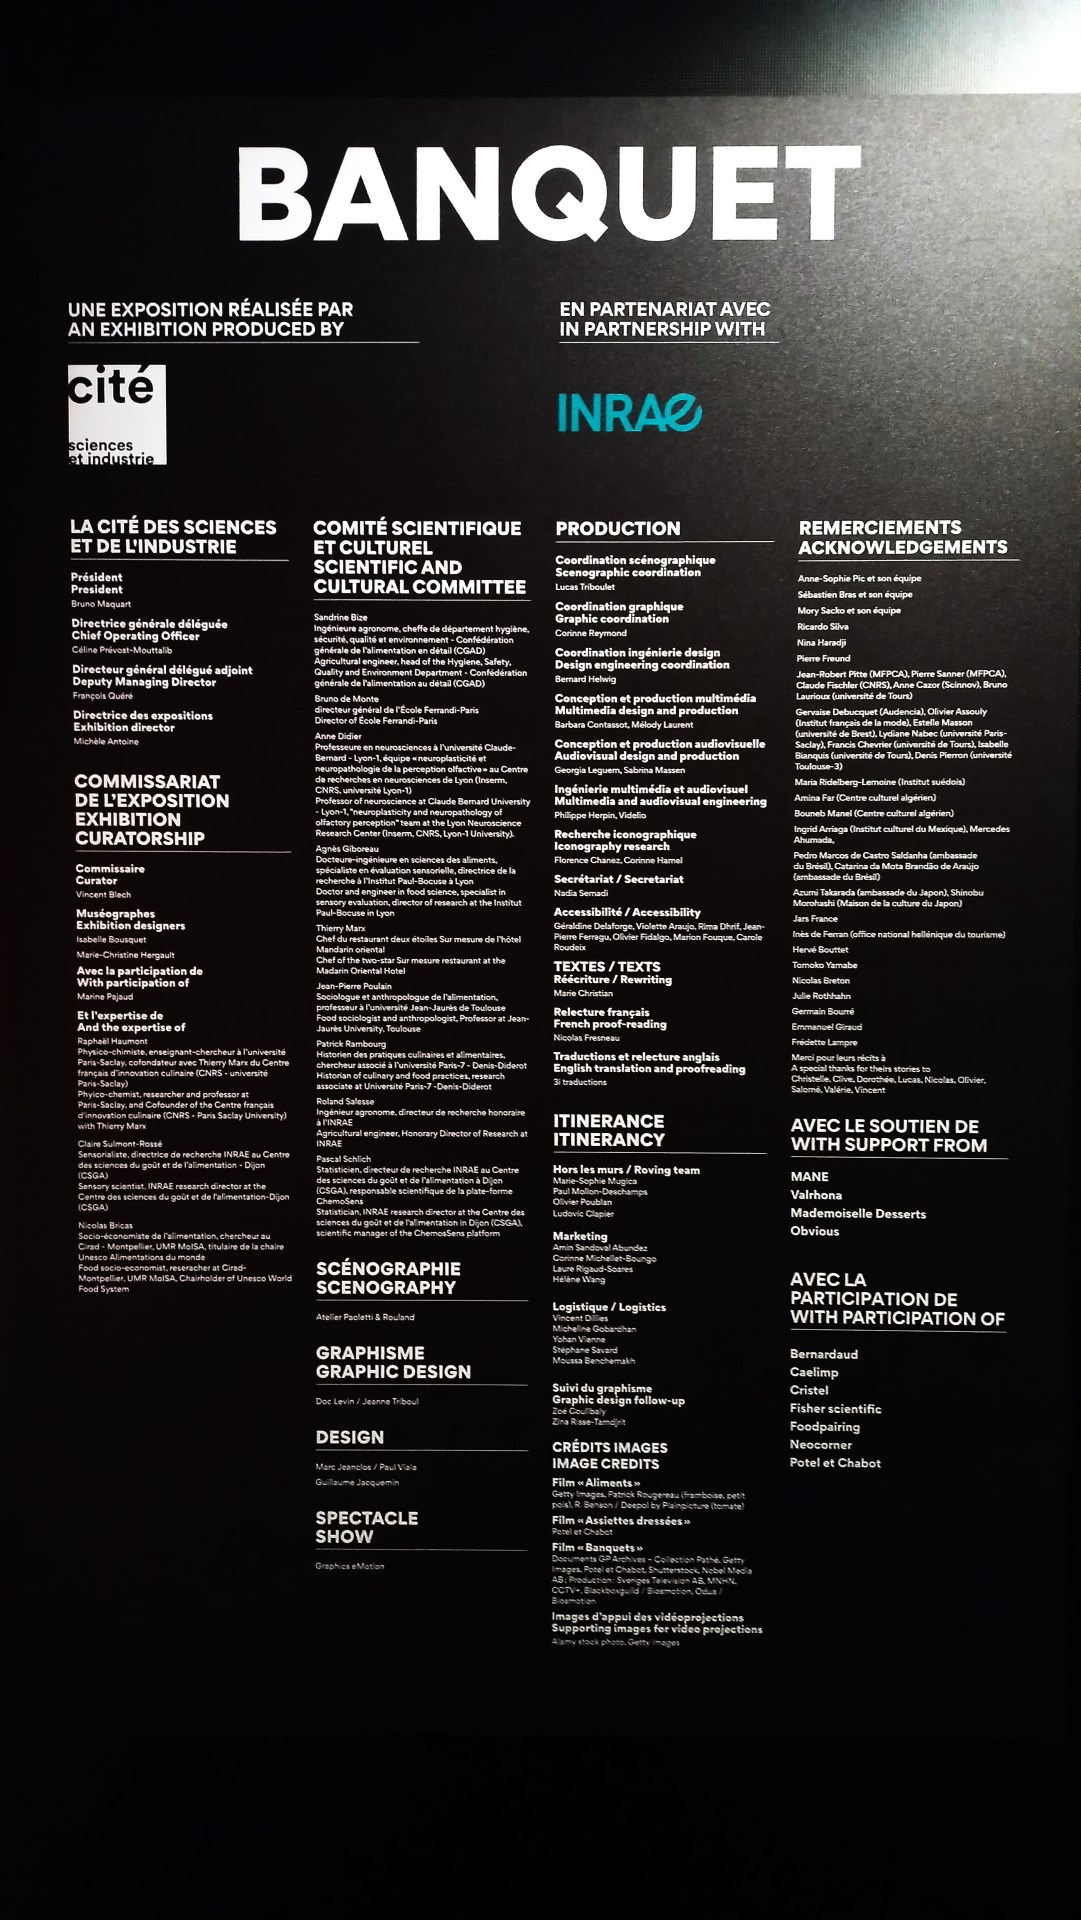 BANQUET
UNE EXPOSITION RÉALISÉE PAR
AN EXHIBITION PRODUCED BY
cité
sciences
et industrie
EN PARTENARIAT AVEC
IN PARTNERSHIP WITH
INRAE
LA CITÉ DES SCIENCES
ET DE L'INDUSTRIE
Président
President
Bruno Maquart
Directrice générale déléguée
Chief Operating Officer
Céline Prévost-Mouttalib
Directeur général délégué adjoint
Deputy Managing Director
François Quéré
Directrice des expositions
Exhibition director
Michèle Antoine
COMMISSARIAT
DE L'EXPOSITION
EXHIBITION
CURATORSHIP
Commissaire
Curator
Vincent Blech
Muséographes
Exhibition designers
Isabelle Bousquet
Marie-Christine Hergault
Avec la participation de
With participation of
Marine Pajaud
Et l'expertise de
And the expertise of
Raphaël Haumont
Physico-chimiste, enseignant-chercheur à l'université
Paris-Saclay, cofondateur avec Thierry Marx du Centre
français d'innovation culinaire (CNRS - université
Paris-Saclay)
Phyico-chemist, researcher and professor at
Paris-Saclay, and Cofounder of the Centre français
d'innovation culinaire (CNRS - Paris Saclay University)
with Thierry Marx
Claire Sulmont-Rossé
Sensorialiste, directrice de recherche INRAE au Centre
des sciences du goût et de l'alimentation - Dijon
(CSGA)
Sensory scientist, INRAE research director at the
Centre des sciences du goût et de l'alimentation-Dijon
(CSGA)
Nicolas Bricas
Socio-économiste de l'alimentation, chercheur au
Cirad - Montpellier, UMR MoISA, titulaire de la chaire
Unesco Alimentations du monde
Food socio-economist, reseracher at Cirad-
Montpellier, UMR MoISA, Chairholder of Unesco World
Food System
COMITÉ SCIENTIFIQUE
ET CULTUREL
SCIENTIFIC AND
CULTURAL COMMITTEE
Sandrine Bize
Ingénieure agronome, cheffe de département hygiène,
sécurité, qualité et environnement - Confédération
générale de l'alimentation en détail (CGAD)
Agricultural engineer, head of the Hygiene, Safety,
Quality and Environment Department - Confédération
générale de l'alimentation au détail (CGAD)
Bruno de Monte
directeur général de l'École Ferrandi-Paris
Director of École Ferrandi-Paris
Anne Didier
Professeure en neurosciences à l'université Claude-
Bernard - Lyon-1, équipe « neuroplasticité et
neuropathologie de la perception olfactive » au Centre
de recherches en neurosciences de Lyon (Inserm,
CNRS, université Lyon-1)
Professor of neuroscience at Claude Bernard University
- Lyon-1, "neuroplasticity and neuropathology of
olfactory perception" team at the Lyon Neuroscience
Research Center (Inserm, CNRS, Lyon-1 University).
Agnès Giboreau
Docteure-ingénieure en sciences des aliments,
spécialiste en évaluation sensorielle, directrice de la
recherche à l'Institut Paul-Bocuse à Lyon
Doctor and engineer in food science, specialist in
sensory evaluation, director of research at the Institut
Paul-Bocuse in Lyon
Thierry Marx
Chef du restaurant deux étoiles Sur mesure de l'hôtel
Mandarin oriental
Chef of the two-star Sur mesure restaurant at the
Madarin Oriental Hotel
Jean-Pierre Poulain
Sociologue et anthropologue de l'alimentation,
professeur à l'université Jean-Jaurès de Toulouse
Food sociologist and anthropologist, Professor at Jean-
Jaurès University, Toulouse
Patrick Rambourg
Historien des pratiques culinaires et alimentaires,
chercheur associé à l'université Paris-7 - Denis-Diderot
Historian of culinary and food practices, research
associate at Université Paris-7 -Denis-Diderot
Roland Salesse
Ingénieur agronome, directeur de recherche honoraire
à l'INRAE
Agricultural engineer, Honorary Director of Research at
INRAE
Pascal Schlich
Statisticien, directeur de recherche INRAE au Centre
des sciences du goût et de l'alimentation à Dijon
(CSGA), responsable scientifique de la plate-forme
ChemoSens
Statistician, INRAE research director at the Centre des
sciences du goût et de l'alimentation in Dijon (CSGA),
scientific manager of the ChemoSens platform
SCÉNOGRAPHIE
SCENOGRAPHY
Atelier Paoletti & Rouland
GRAPHISME
GRAPHIC DESIGN
Doc Levin / Jeanne Triboul
DESIGN
Marc Jeanclos / Paul Viala
Guillaume Jacquemin
SPECTACLE
SHOW
Graphics eMotion
PRODUCTION
Coordination scénographique
Scenographic coordination
Lucas Triboulet
Coordination graphique
Graphic coordination
Corinne Reymond
Coordination ingénierie design
Design engineering coordination
Bernard Helwig
Conception et production multimédia
Multimedia design and production
Barbara Contassot, Mélody Laurent
Conception et production audiovisuelle
Audiovisual design and production
Georgia Leguem, Sabrina Massen
Ingénierie multimédia et audiovisuel
Multimedia and audiovisual engineering
Philippe Herpin, Videlio
Recherche iconographique
Iconography research
Florence Chanez, Corinne Hamel
Secrétariat / Secretariat
Nadia Semadi
Accessibilité / Accessibility
Géraldine Delaforge, Violette Araujo, Rima Dhrif, Jean-
Pierre Ferragu, Olivier Fidalgo, Marion Fouque, Carole
Roudeix
TEXTES / TEXTS
Réécriture / Rewriting
Marie Christian
Relecture français
French proof-reading
Nicolas Fresneau
Traductions et relecture anglais
English translation and proofreading
3i traductions
ITINERANCE
ITINERANCY
Hors les murs / Roving team
Marie-Sophie Mugica
Paul Mollon-Deschamps
Olivier Poublan
Ludovic Clapier
Marketing
Amin Sandoval Abundez
Corinne Michellet-Boungo
Laure Rigaud-Soares
Hélène Wang
Logistique / Logistics
Vincent Dillies
Micheline Gobardhan
Yohan Vienne
Stéphane Savard
Moussa Benchemakh
Suivi du graphisme
Graphic design follow-up
Zoé Coulibaly
Zina Risse-Tamdjrit
CRÉDITS IMAGES
IMAGE CREDITS
Film « Aliments »
Getty Images, Patrick Rougereau (framboise, petit
pois), R. Benson / Deepol by Plainpicture (tomate)
Film « Assiettes dressées »
Potel et Chabot
Film « Banquets »
Documents GP Archives - Collection Pathé, Getty
Images, Potel et Chabot, Shutterstock, Nobel Media
AB ; Production : Sveriges Television AB, MNHN,
CCTV+, Blackboxguild / Biosmotion, Odua /
Biosmotion
Images d'appui des vidéoprojections
Supporting images for video projections
Alamy stock photo, Getty Images
REMERCIEMENTS
ACKNOWLEDGEMENTS
Anne-Sophie Pic et son équipe
Sébastien Bras et son équipe
Mory Sacko et son équipe
Ricardo Silva
Nina Haradji
Pierre Freund
Jean-Robert Pitte (MFPCA), Pierre Sanner (MFPCA),
Claude Fischler (CNRS), Anne Cazor (Scinnov), Bruno
Laurioux (université de Tours)
Gervaise Debucquet (Audencia), Olivier Assouly
(Institut français de la mode), Estelle Masson
(université de Brest), Lydiane Nabec (université Paris-
Saclay), Francis Chevrier (université de Tours), Isabelle
Bianquis (université de Tours), Denis Pierron (université
Toulouse-3)
Maria Ridelberg-Lemoine (Institut suédois)
Amina Far (Centre culturel algérien)
Bouneb Manel (Centre culturel algérien)
Ingrid Arriaga (Institut culturel du Mexique), Mercedes
Ahumada,
Pedro Marcos de Castro Saldanha (ambassade
du Brésil), Catarina da Mota Brandão de Araújo
(ambassade du Brésil)
Azumi Takarada (ambassade du Japon), Shinobu
Morohashi (Maison de la culture du Japon)
Jars France
Inès de Ferran (office national hellénique du tourisme)
Hervé Bouttet
Tomoko Yamabe
Nicolas Breton
Julie Rothhahn
Germain Bourré
Emmanuel Giraud
Frédette Lampre
Merci pour leurs récits à
A special thanks for theirs stories to
Christelle, Clive, Dorothée, Lucas, Nicolas, Olivier,
Salomé, Valérie, Vincent
AVEC LE SOUTIEN DE
WITH SUPPORT FROM
MANE
Valrhona
Mademoiselle Desserts
Obvious
AVEC LA
PARTICIPATION DE
WITH PARTICIPATION OF
Bernardaud
Caelimp
Cristel
Fisher scientific
Foodpairing
Neocorner
Potel et Chabot